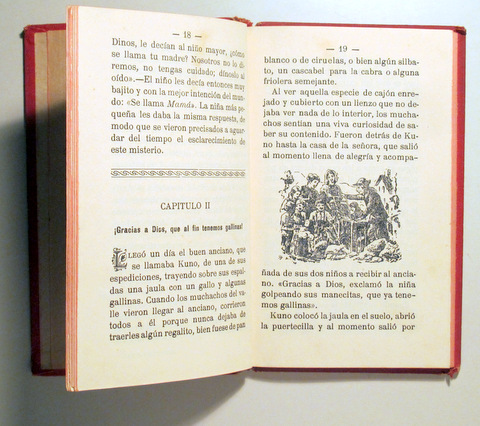 — 18 —
Dinos, le decían al niño mayor, ¿cómo
se llama tu madre? Nosotros no lo di-
remos, no tengas cuidado; dínoslo al
oído».—El niño les decía entonces muy
bajito y con la mejor intención del mun-
do: «Se llama Mamá». La niña más pe-
queña les daba la misma respuesta, de
modo que se vieron precisados a aguar-
dar del tiempo el esclarecimiento de
este misterio.
CAPITULO II
¡Gracias a Dios, que al fin tenemos gallinas!
LLEGÓ un día el buen anciano, que
se llamaba Kuno, de una de sus
expediciones, trayendo sobre sus espal-
das una jaula con un gallo y algunas
gallinas. Cuando los muchachos del va-
lle vieron llegar al anciano, corrieron
todos a él porque nunca dejaba de
traerles algún regalito, bien fuese de pan
— 19 —
blanco o de ciruelas, o bien algún silba-
to, un cascabel para la cabra o alguna
friolera semejante.
Al ver aquella especie de cajón enre-
jado y cubierto con un lienzo que no de-
jaba ver nada de lo interior, los mucha-
chos sentían una viva curiosidad de sa-
ber su contenido. Fueron detrás de Ku-
no hasta la casa de la señora, que salió
al momento llena de alegría y acompa-
ñada de sus dos niños a recibir al ancia-
no. «Gracias a Dios, exclamó la niña
golpeando sus manecitas, que ya tene-
mos gallinas».
Kuno colocó la jaula en el suelo, abrió
la puertecilla y al momento salió por